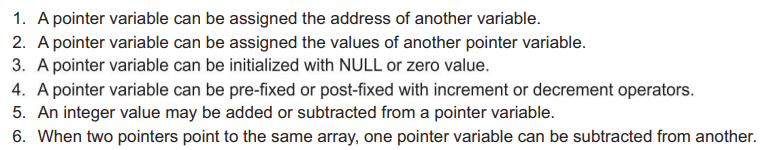 1. A pointer variable can be assigned the address of another variable.
2. A pointer variable can be assigned the values of another pointer variable.
3. A pointer variable can be initialized with NULL or zero value.
4. A pointer variable can be pre-fixed or post-fixed with increment or decrement operators.
5. An integer value may be added or subtracted from a pointer variable.
6. When two pointers point to the same array, one pointer variable can be subtracted from another.